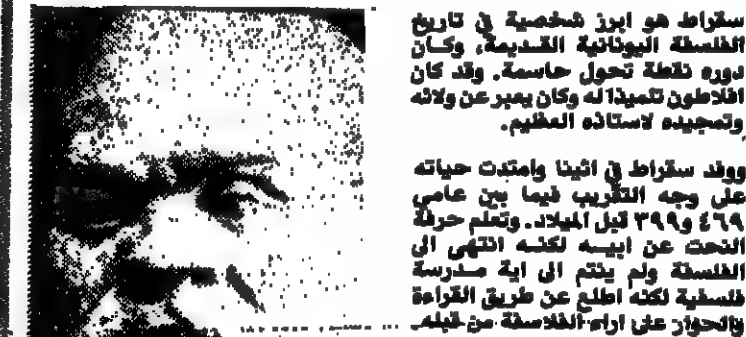 سقراط هو ابرز شخصية في تاريخ
الفلسفة اليونانية القديمة، وكان
دوره نقطة تحول حاسمة. وقد كان
افلاطون تلميذا له وكان يعبر عن ولائه
وتمجيده لاستاذه العظيم.
وولد سقراط في اثينا وامتدت حياته
على وجه التقريب فيما بين عامي
٤٦٩ و٣٩٩ قبل الميلاد. وتعلم حرفة
النحت عن ابيه لكنه انتهى الى
الفلسفة ولم ينتم الى اية مدرسة
فلسفية لكنه اطلع عن طريق القراءة
والحوار على اراء الفلاسفة من قبله.